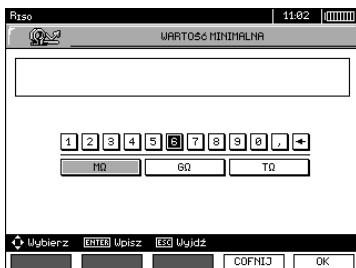 RISO 11:02
WARTOŚĆ MINIMALNA
1 2 3 4 5 6 7 8 9 0 , ←
MΩ GΩ TΩ
Wybierz ENTER Wpisz ESC Wyjdź
COFNIJ OK